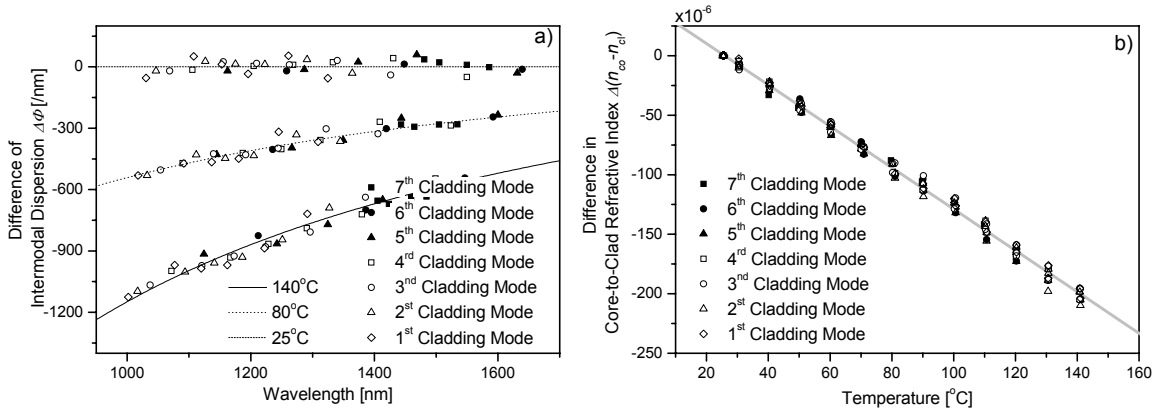 a)
Difference of
Intermodal Dispersion ΔΦ [/nm]
0
-300
-600
-900
-1200
7th Cladding Mode
6th Cladding Mode
5th Cladding Mode
4rd Cladding Mode
3nd Cladding Mode
2st Cladding Mode
1st Cladding Mode
140°C
80°C
25°C
1000 1200 1400 1600
Wavelength [nm]
x10-6
b)
Difference in
Core-to-Clad Refractive Index Δ(nco-ncl)
0
-50
-100
-150
-200
-250
7th Cladding Mode
6th Cladding Mode
5th Cladding Mode
4rd Cladding Mode
3nd Cladding Mode
2st Cladding Mode
1st Cladding Mode
20 40 60 80 100 120 140 160
Temperature [°C]